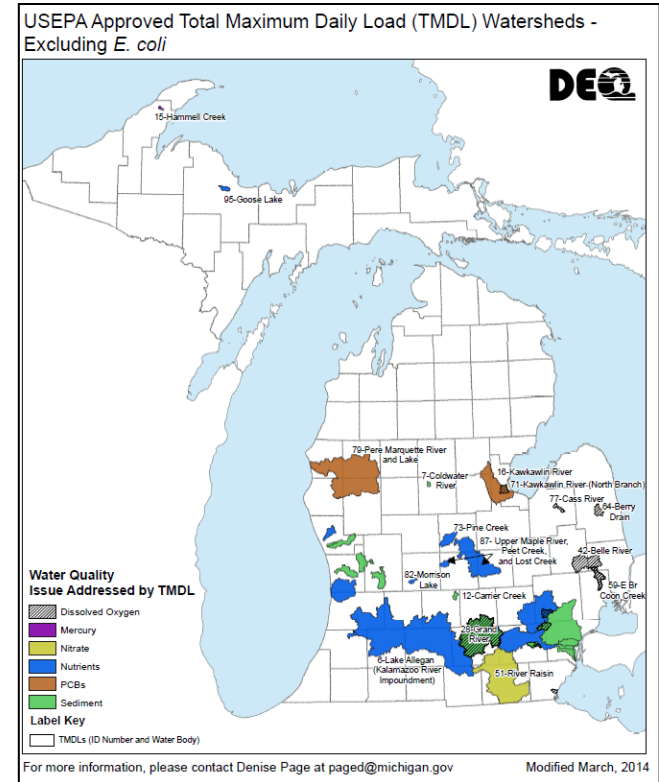 USEPA Approved Total Maximum Daily Load (TMDL) Watersheds -
Excluding E. coli
DEQ
15-Hammell Creek
95-Goose Lake
79-Pere Marquette River
and Lake
7-Coldwater
River
16-Kawkawlin River
71-Kawkawlin River-(North Branch)
77-Cass River
64-Berry
Drain
73-Pine Creek
87- Upper Maple River,
Peet Creek,
and Lost Creek
42-Belle River
82-Morrison
Lake
59-E Br
Coon Creek
12-Carrier Creek
28-Grand
River
6-Lake Allegan
(Kalamazoo River
Impoundment)
51-River Raisin
Water Quality
Issue Addressed by TMDL
Dissolved Oxygen
Mercury
Nitrate
Nutrients
PCBs
Sediment
Label Key
TMDLs (ID Number and Water Body)
For more information, please contact Denise Page at paged@michigan.gov
Modified March, 2014